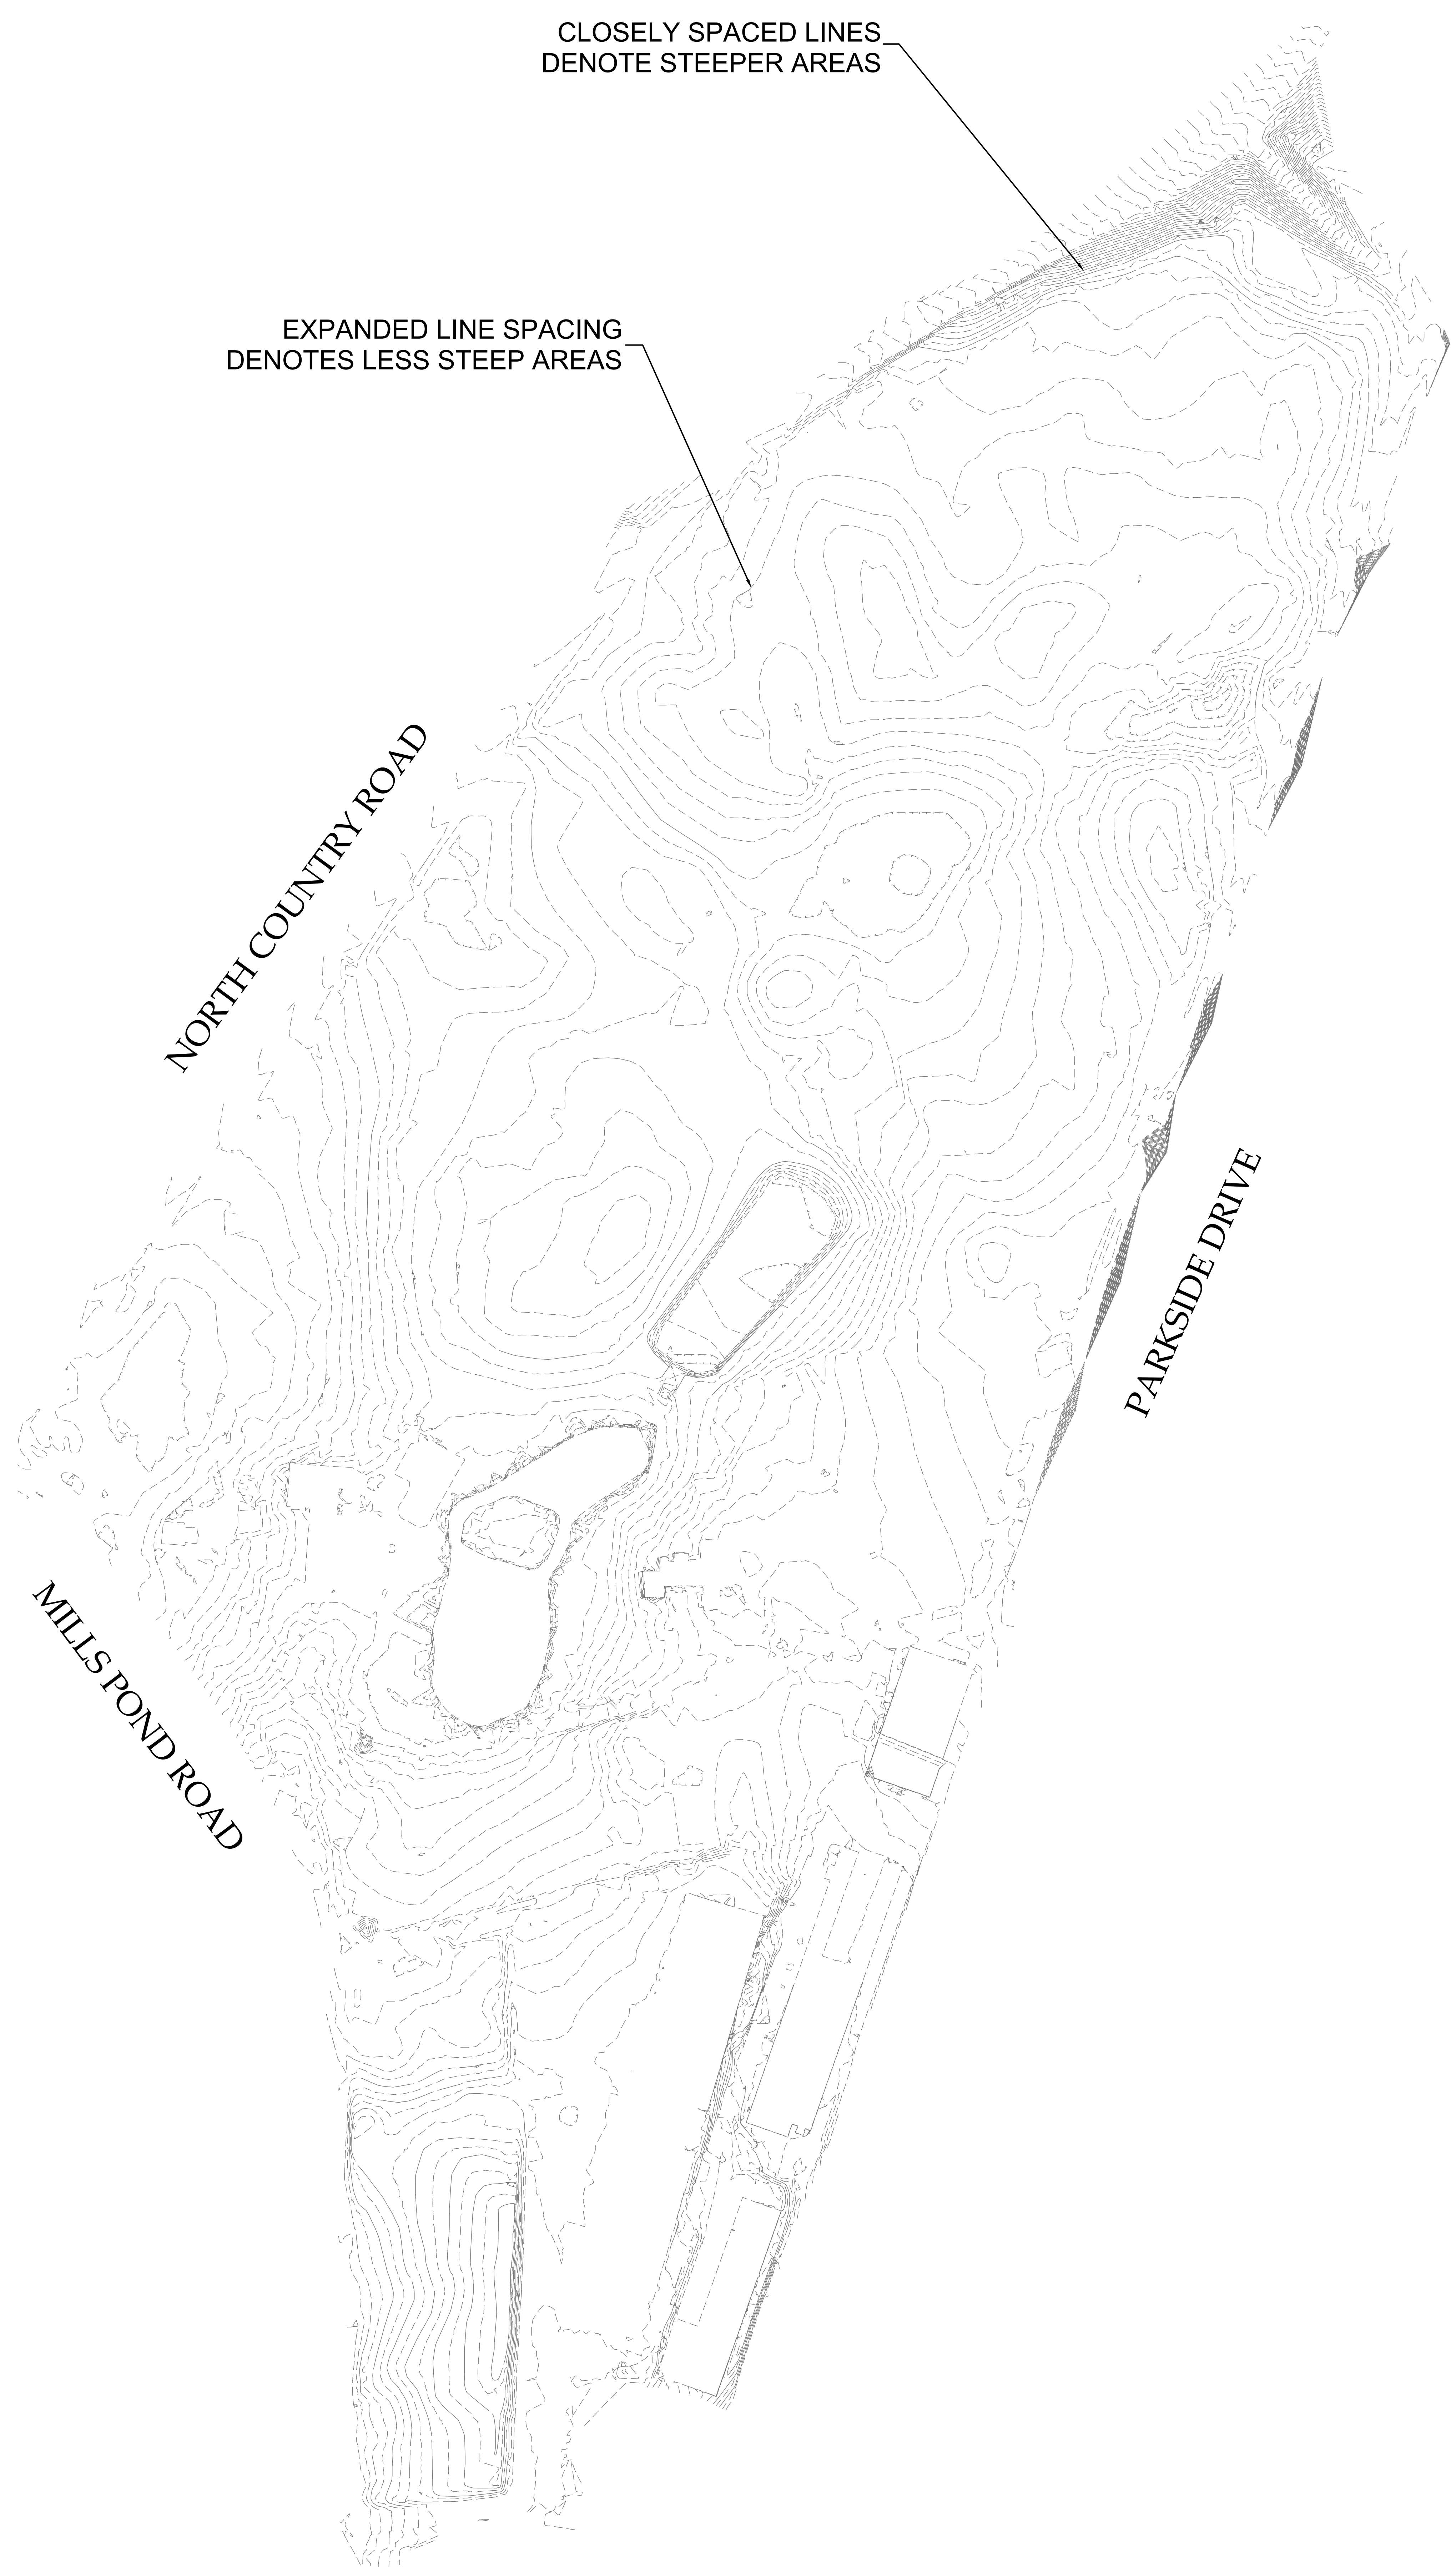 CLOSELY SPACED LINES
DENOTE STEEPER AREAS
EXPANDED LINE SPACING
DENOTES LESS STEEP AREAS
NORTH COUNTRY ROAD
PARKSIDE DRIVE
MILLS POND ROAD